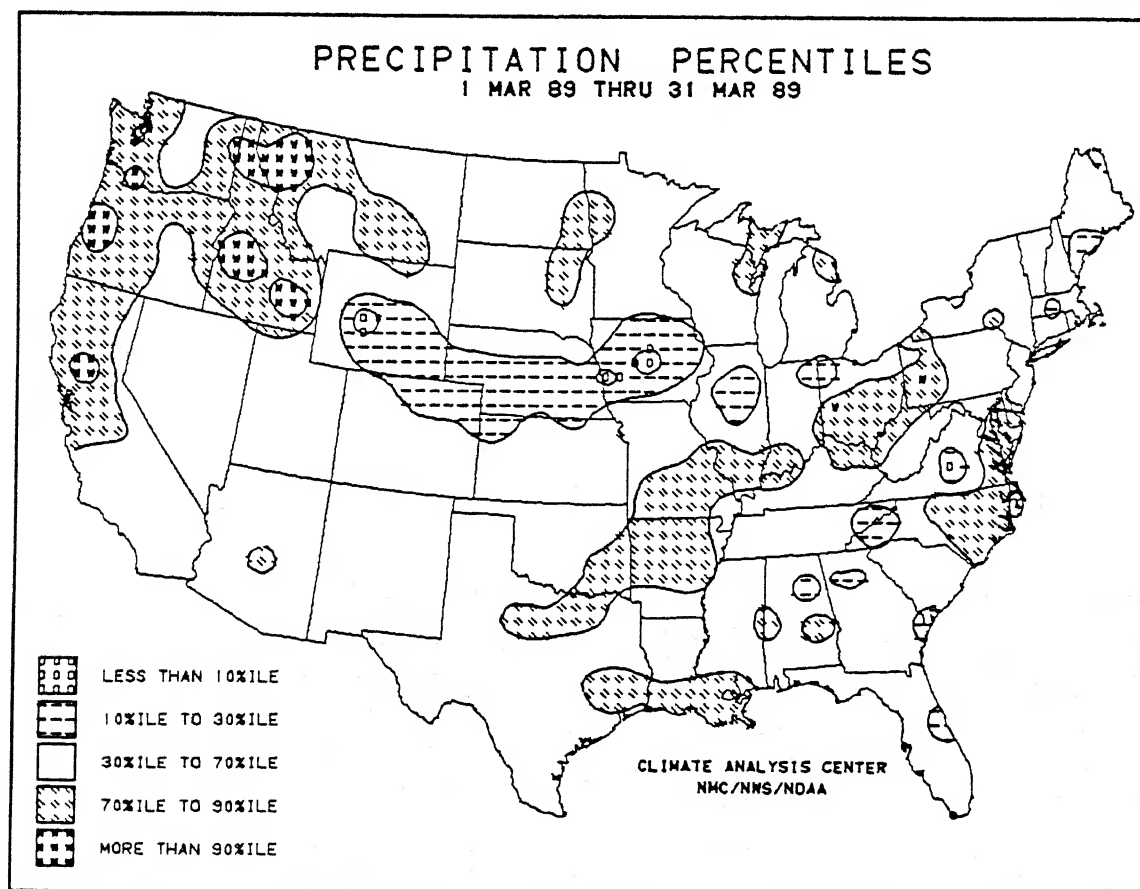 PRECIPITATION PERCENTILES
1 MAR 89 THRU 31 MAR 89
LESS THAN 10%ILE
10%ILE TO 30%ILE
30%ILE TO 70%ILE
70%ILE TO 90%ILE
MORE THAN 90%ILE
CLIMATE ANALYSIS CENTER
NMC/NWS/NOAA